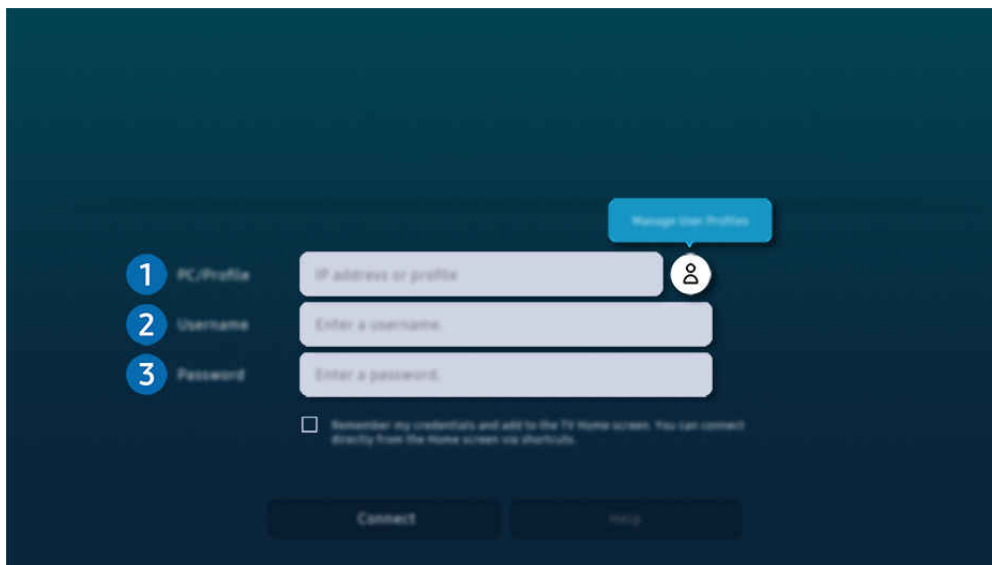 Manage User Profiles
1 PC/Profile IP address or profile
2 Username Enter a username.
3 Password Enter a password.
Remember my credentials and add to the TV Home screen. You can connect
directly from the Home screen via shortcuts.
Connect Help